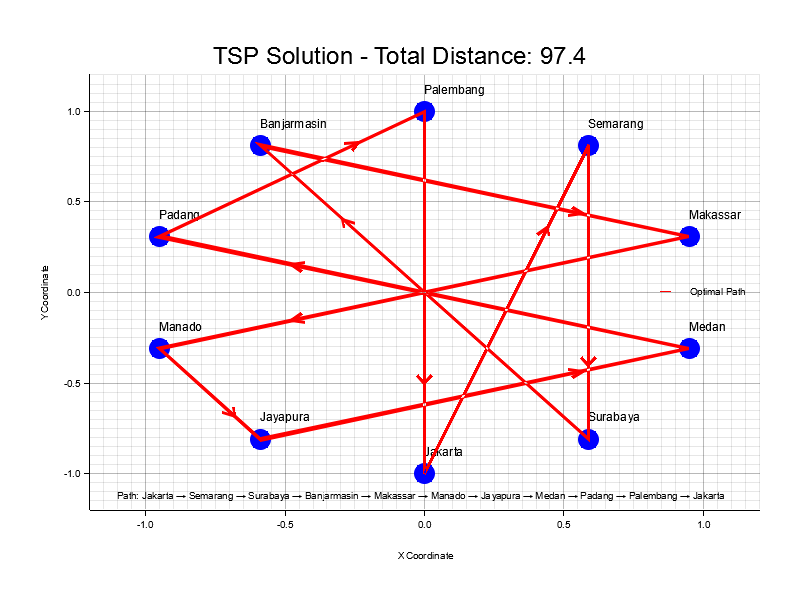 TSP Solution - Total Distance: 97.4
Palembang
Banjarmasin
Semarang
Padang
Makassar
Manado
Medan
Jayapura
Surabaya
Jakarta
1.0
0.5
0.0
-0.5
-1.0
Y Coordinate
Optimal Path
Path: Jakarta → Semarang → Surabaya → Banjarmasin → Makassar → Manado → Jayapura → Medan → Padang → Palembang → Jakarta
-1.0
-0.5
0.0
0.5
1.0
X Coordinate